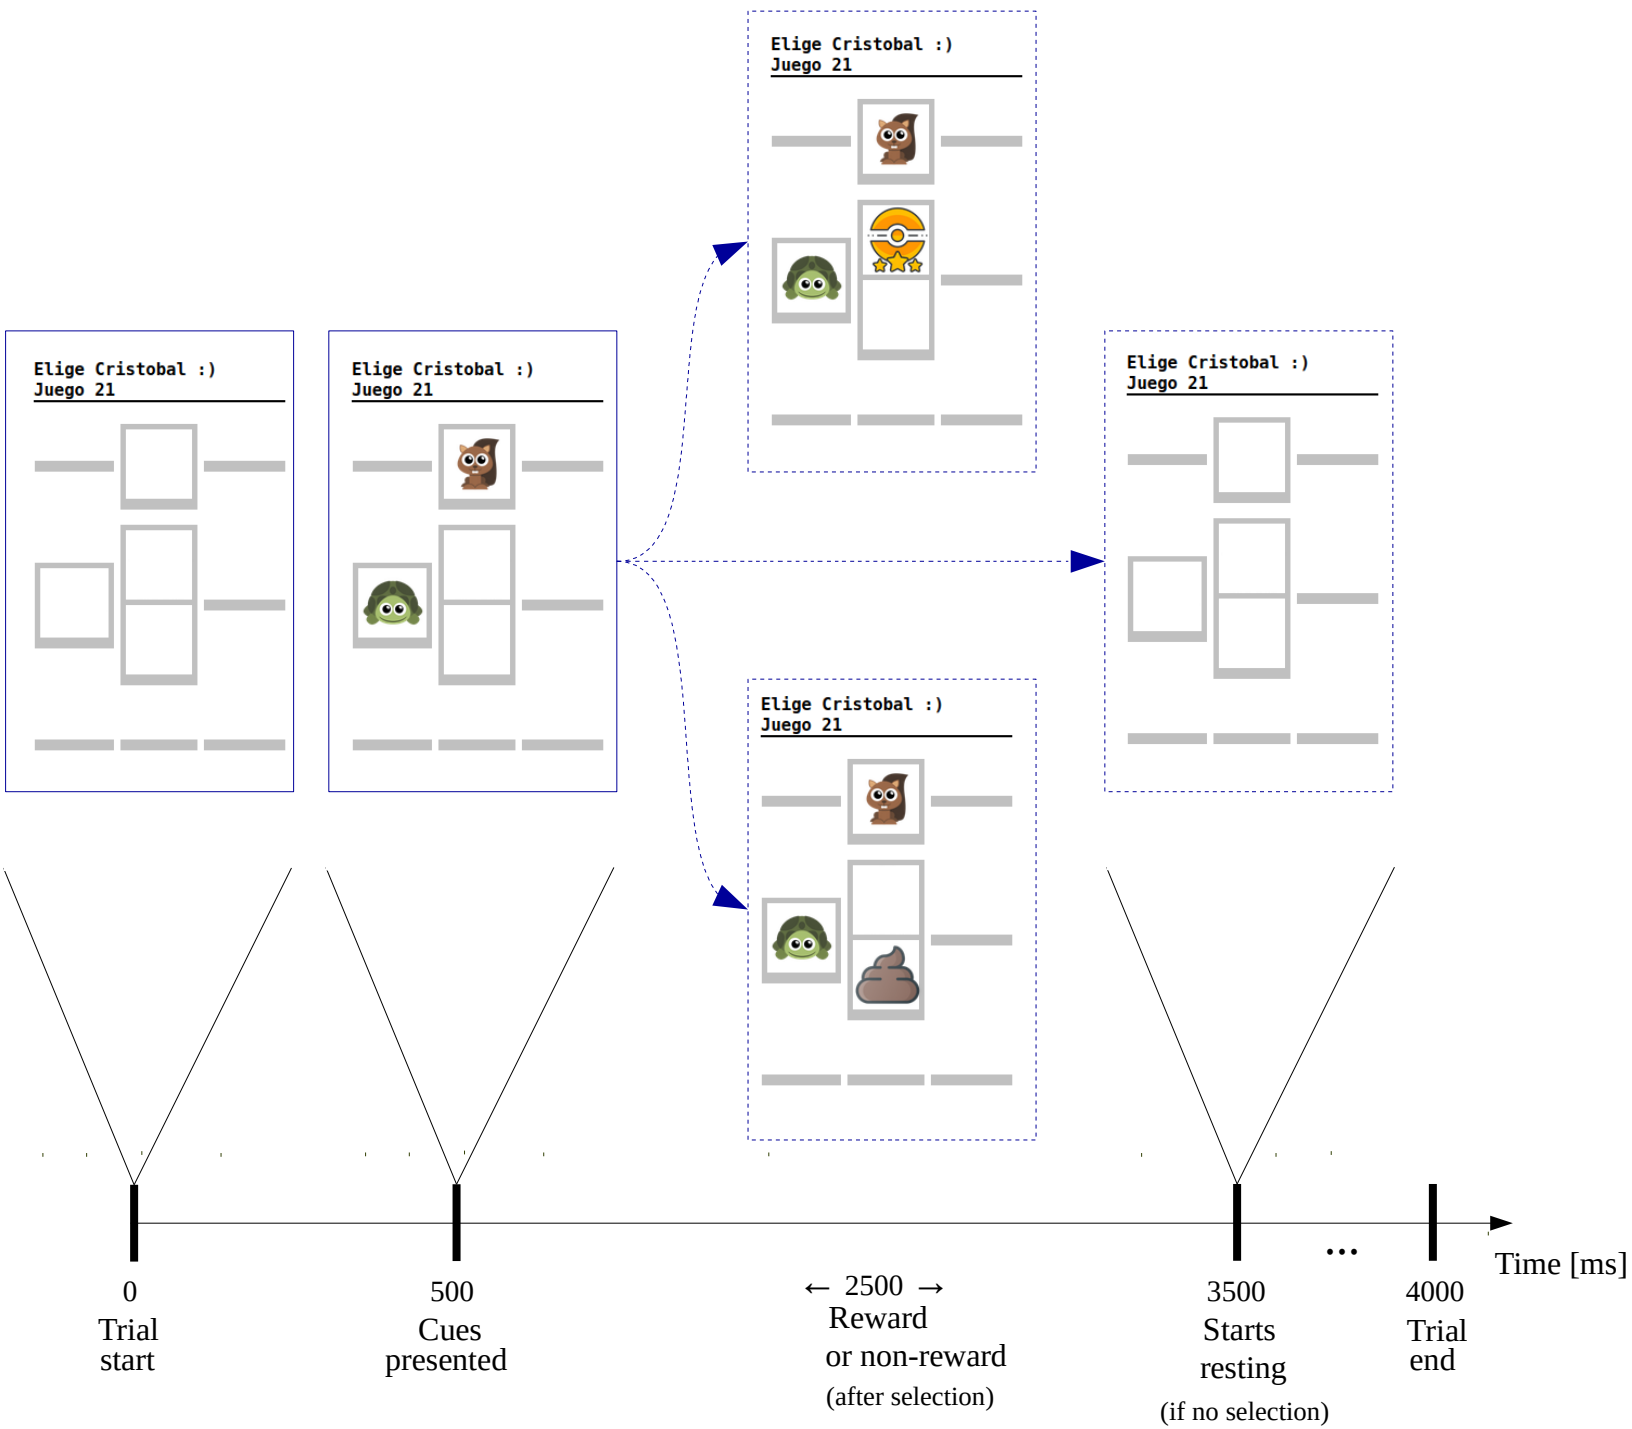 Elige Cristobal :)
Juego 21
Elige Cristobal :)
Juego 21
Elige Cristobal :)
Juego 21
Elige Cristobal :)
Juego 21
Elige Cristobal :)
Juego 21
Time [ms]
0
Trial
start
500
Cues
presented
← 2500 →
Reward
or non-reward
(after selection)
3500
Starts
resting
(if no selection)
...
4000
Trial
end